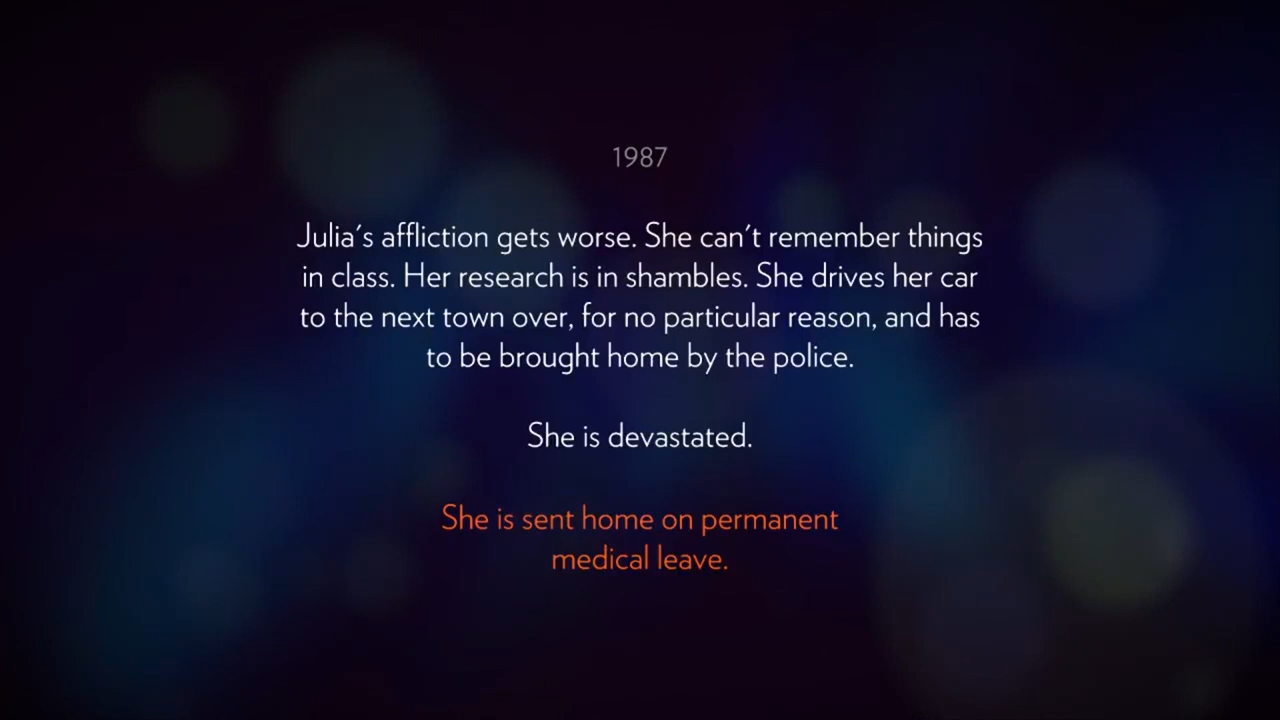 1987
Julia's affliction gets worse. She can't remember things
in class. Her research is in shambles. She drives her car
to the next town over, for no particular reason, and has
to be brought home by the police.
She is devastated.
She is sent home on permanent
medical leave.